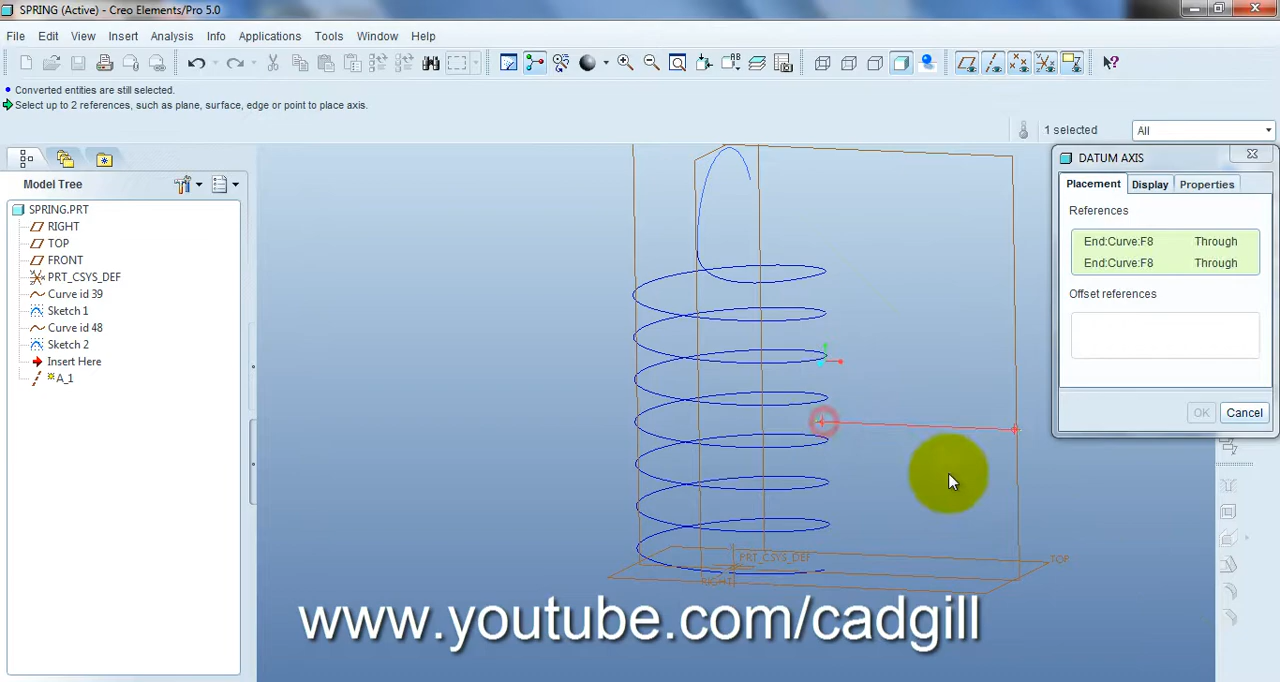 SPRING (Active) - Creo Elements/Pro 5.0
File Edit View Insert Analysis Info Applications Tools Window Help
Converted entities are still selected.
Select up to 2 references, such as plane, surface, edge or point to place axis.
1 selected All
DATUM AXIS
Placement Display Properties
References
End:Curve:F8 Through
End:Curve:F8 Through
Offset references
OK Cancel
Model Tree
SPRING.PRT
RIGHT
TOP
FRONT
PRT_CSYS_DEF
Curve id 39
Sketch 1
Curve id 48
Sketch 2
Insert Here
A_1
PRT_CSYS_DEF
TOP
RIGHT
www.youtube.com/cadgill